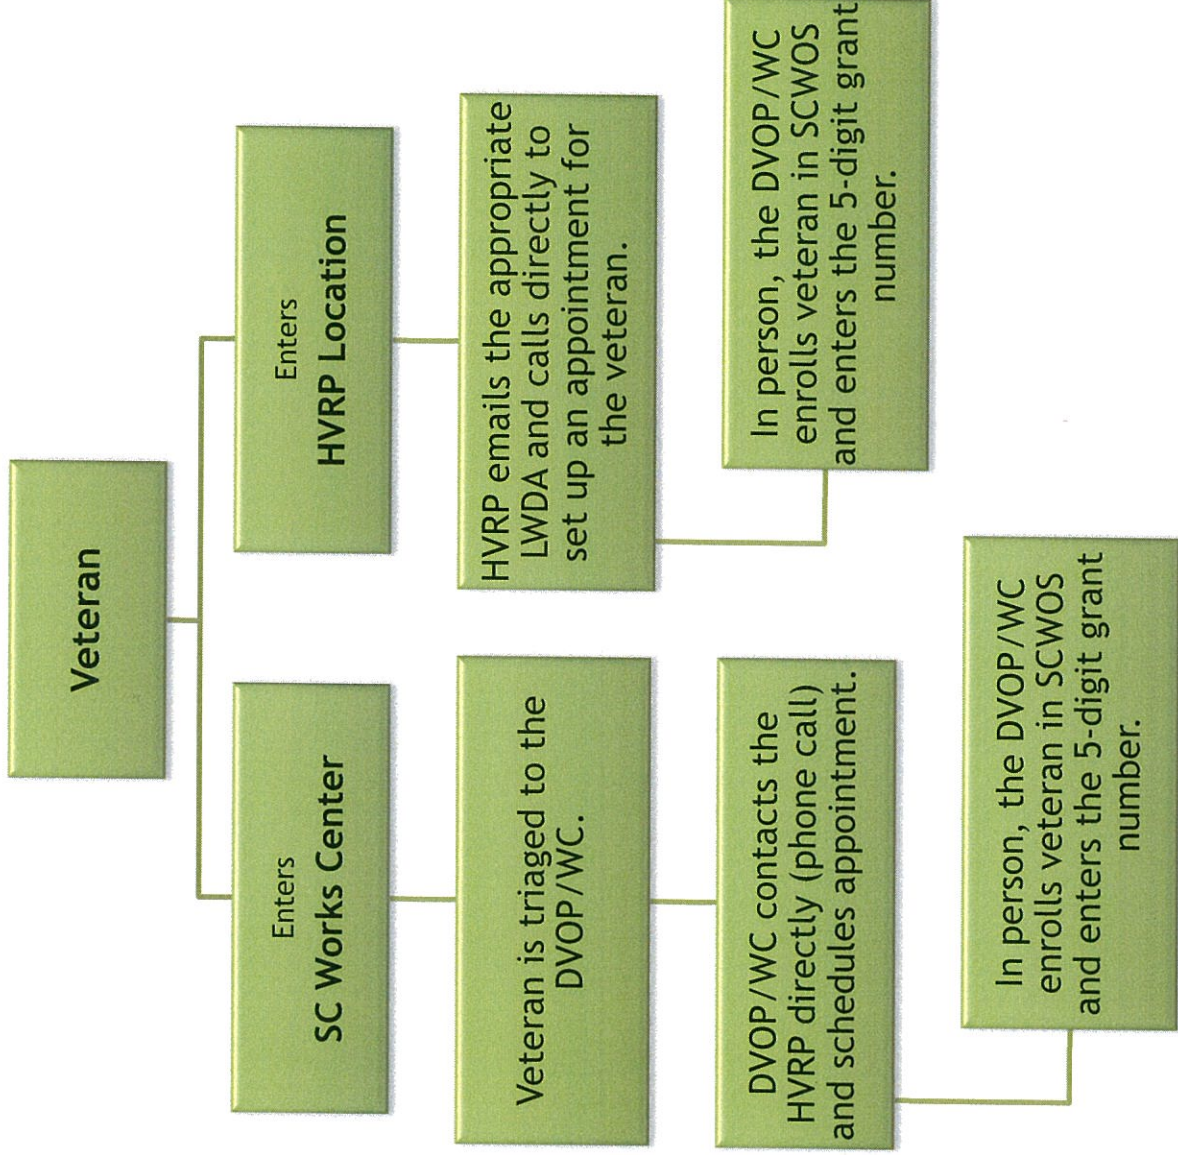 Veteran
Enters
SC Works Center
Veteran is triaged to the
DVOP/WC.
DVOP/WC contacts the
HVRP directly (phone call)
and schedules appointment.
In person, the DVOP/WC
enrolls veteran in SCWOS
and enters the 5-digit grant
number.
Enters
HVRP Location
HVRP emails the appropriate
LWDA and calls directly to
set up an appointment for
the veteran.
In person, the DVOP/WC
enrolls veteran in SCWOS
and enters the 5-digit grant
number.